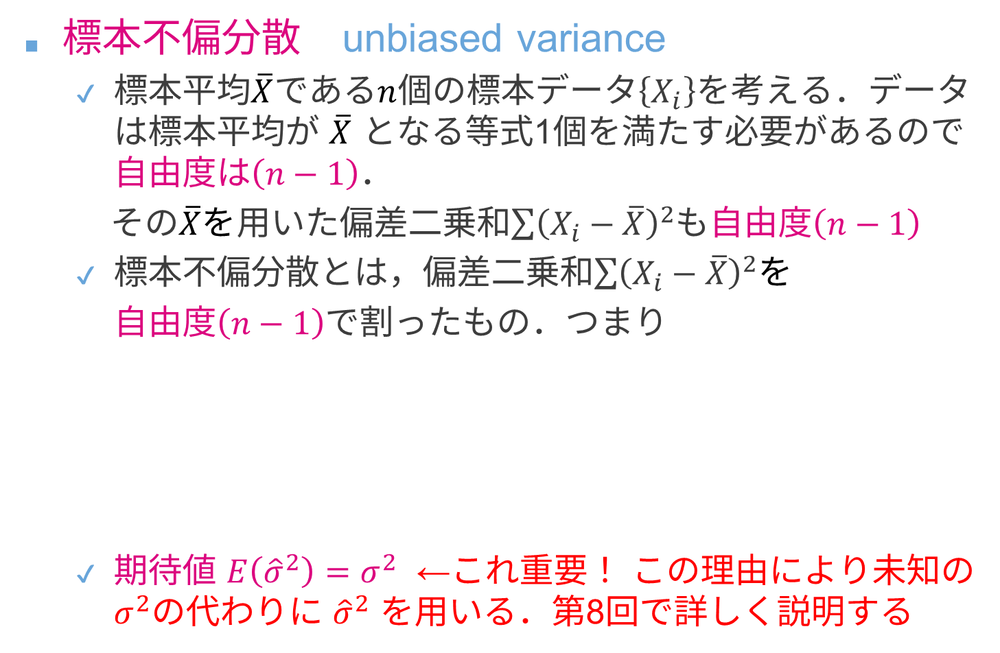 標本不偏分散 unbiased variance
✓ 標本平均X̄であるn個の標本データ{Xᵢ}を考える．データ
は標本平均が X̄ となる等式1個を満たす必要があるので
自由度は(n − 1)．
そのX̄を用いた偏差二乗和∑(Xᵢ − X̄)²も自由度(n − 1)
✓ 標本不偏分散とは，偏差二乗和∑(Xᵢ − X̄)²を
自由度(n − 1)で割ったもの．つまり
✓ 期待値 E(σ̂²) = σ² ←これ重要！ この理由により未知の
σ²の代わりに σ̂² を用いる．第8回で詳しく説明する